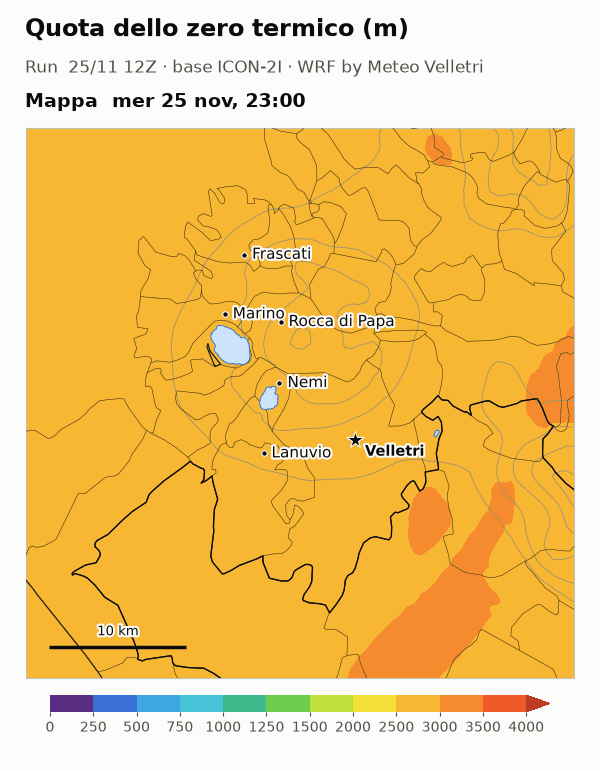 Quota dello zero termico (m)
Run  25/11 12Z · base ICON-2I · WRF by Meteo Velletri
Mappa  mer 25 nov, 23:00
Frascati
Marino
Rocca di Papa
Nemi
Velletri
Lanuvio
10 km
0 250 500 750 1000 1250 1500 2000 2500 3000 3500 4000